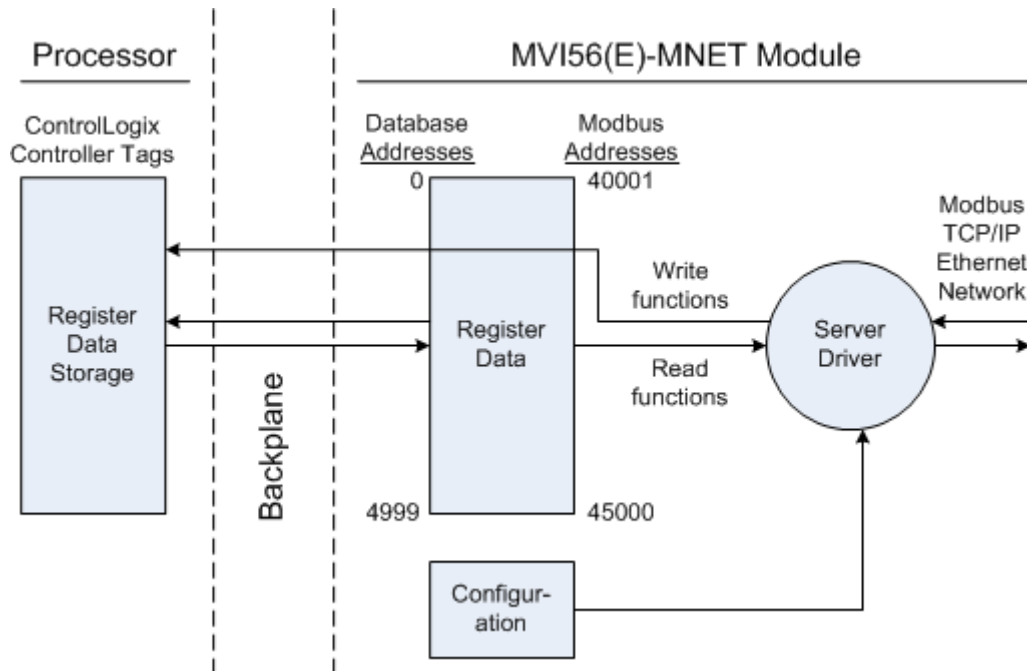 Processor
MVI56(E)-MNET Module
ControlLogix
Controller Tags
Database
Addresses
Modbus
Addresses
0
40001
Modbus
TCP/IP
Ethernet
Network
Write
functions
Register
Data
Storage
Register
Data
Server
Driver
Read
functions
Backplane
4999
45000
Configur-
ation